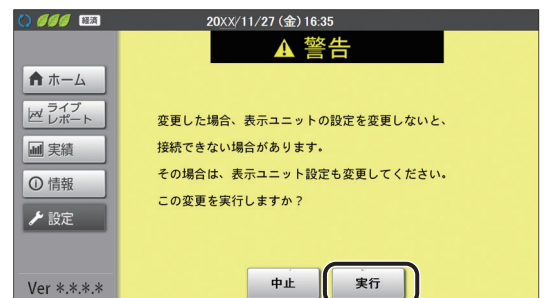 経済 20XX/11/27 (金) 16:35
警告
ホーム
ライブ
レポート
実績
情報
設定
Ver *.*.*.*
変更した場合、表示ユニットの設定を変更しないと、
接続できない場合があります。
その場合は、表示ユニット設定も変更してください。
この変更を実行しますか？
中止 実行